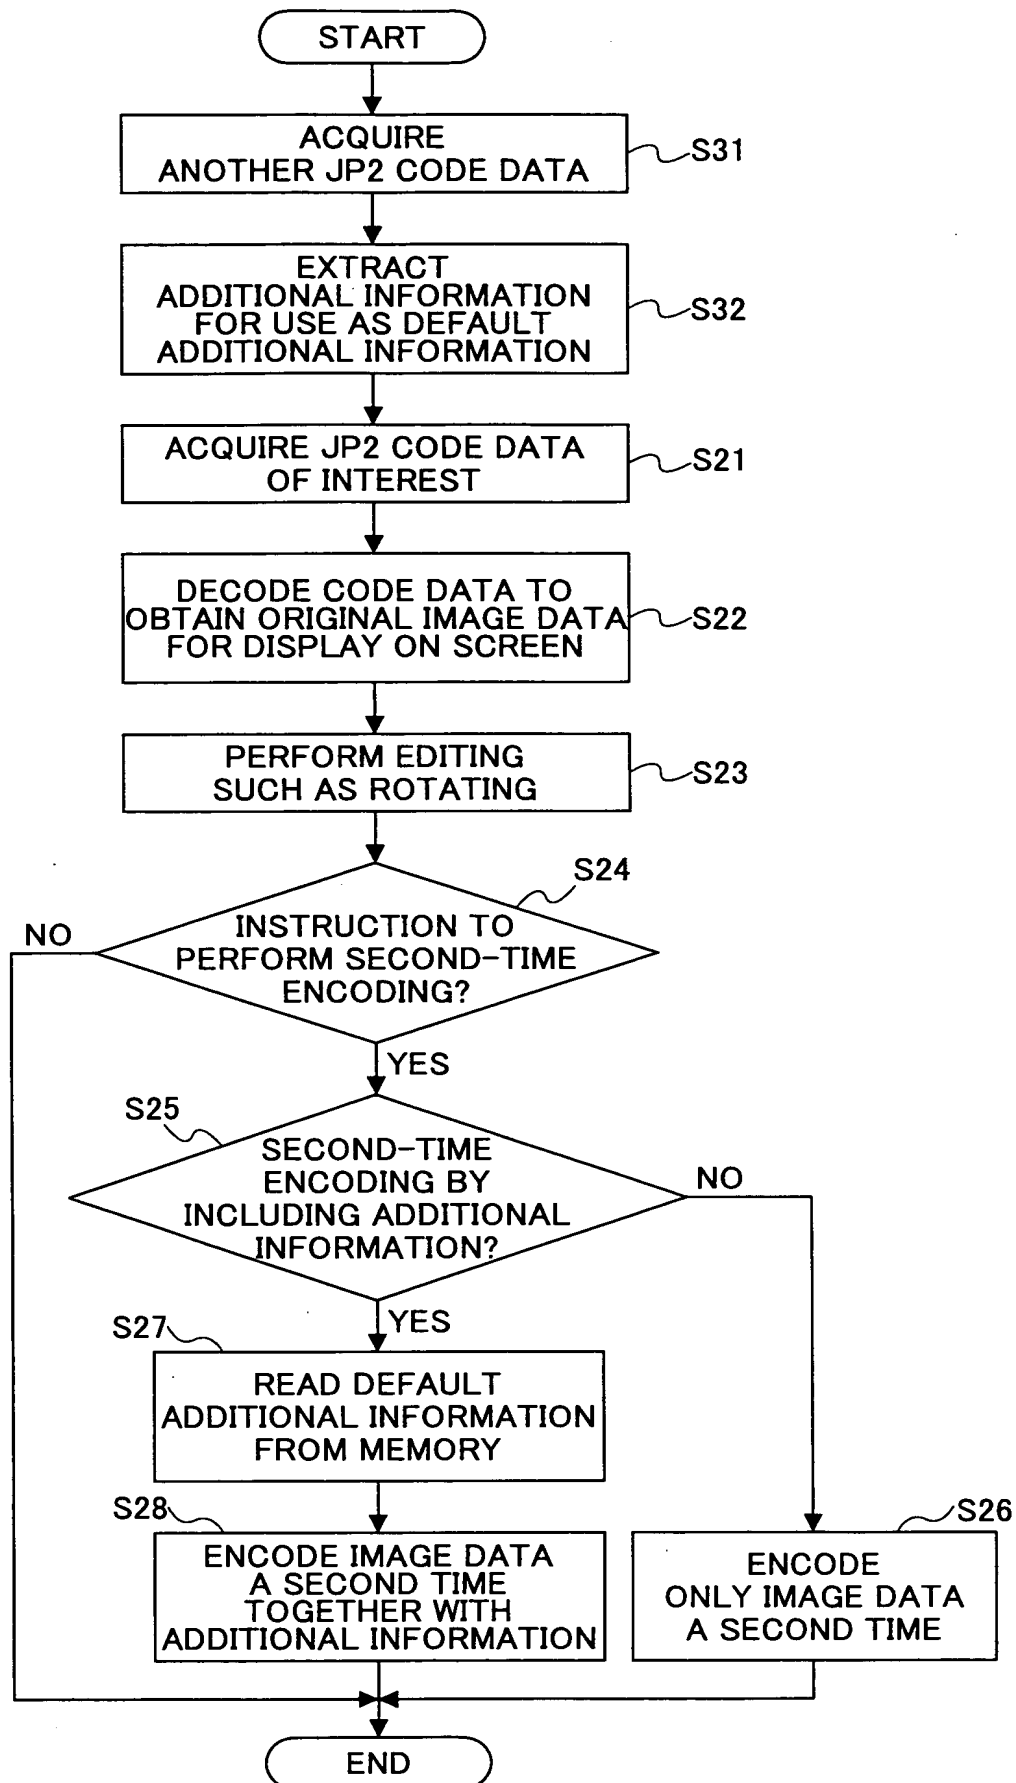 START
ACQUIRE
ANOTHER JP2 CODE DATA
S31
EXTRACT
ADDITIONAL INFORMATION
FOR USE AS DEFAULT
ADDITIONAL INFORMATION
S32
ACQUIRE JP2 CODE DATA
OF INTEREST
S21
DECODE CODE DATA TO
OBTAIN ORIGINAL IMAGE DATA
FOR DISPLAY ON SCREEN
S22
PERFORM EDITING
SUCH AS ROTATING
S23
S24
INSTRUCTION TO
PERFORM SECOND-TIME
ENCODING?
NO
YES
S25
SECOND-TIME
ENCODING BY
INCLUDING ADDITIONAL
INFORMATION?
NO
YES
S27
READ DEFAULT
ADDITIONAL INFORMATION
FROM MEMORY
S28
ENCODE IMAGE DATA
A SECOND TIME
TOGETHER WITH
ADDITIONAL INFORMATION
S26
ENCODE
ONLY IMAGE DATA
A SECOND TIME
END